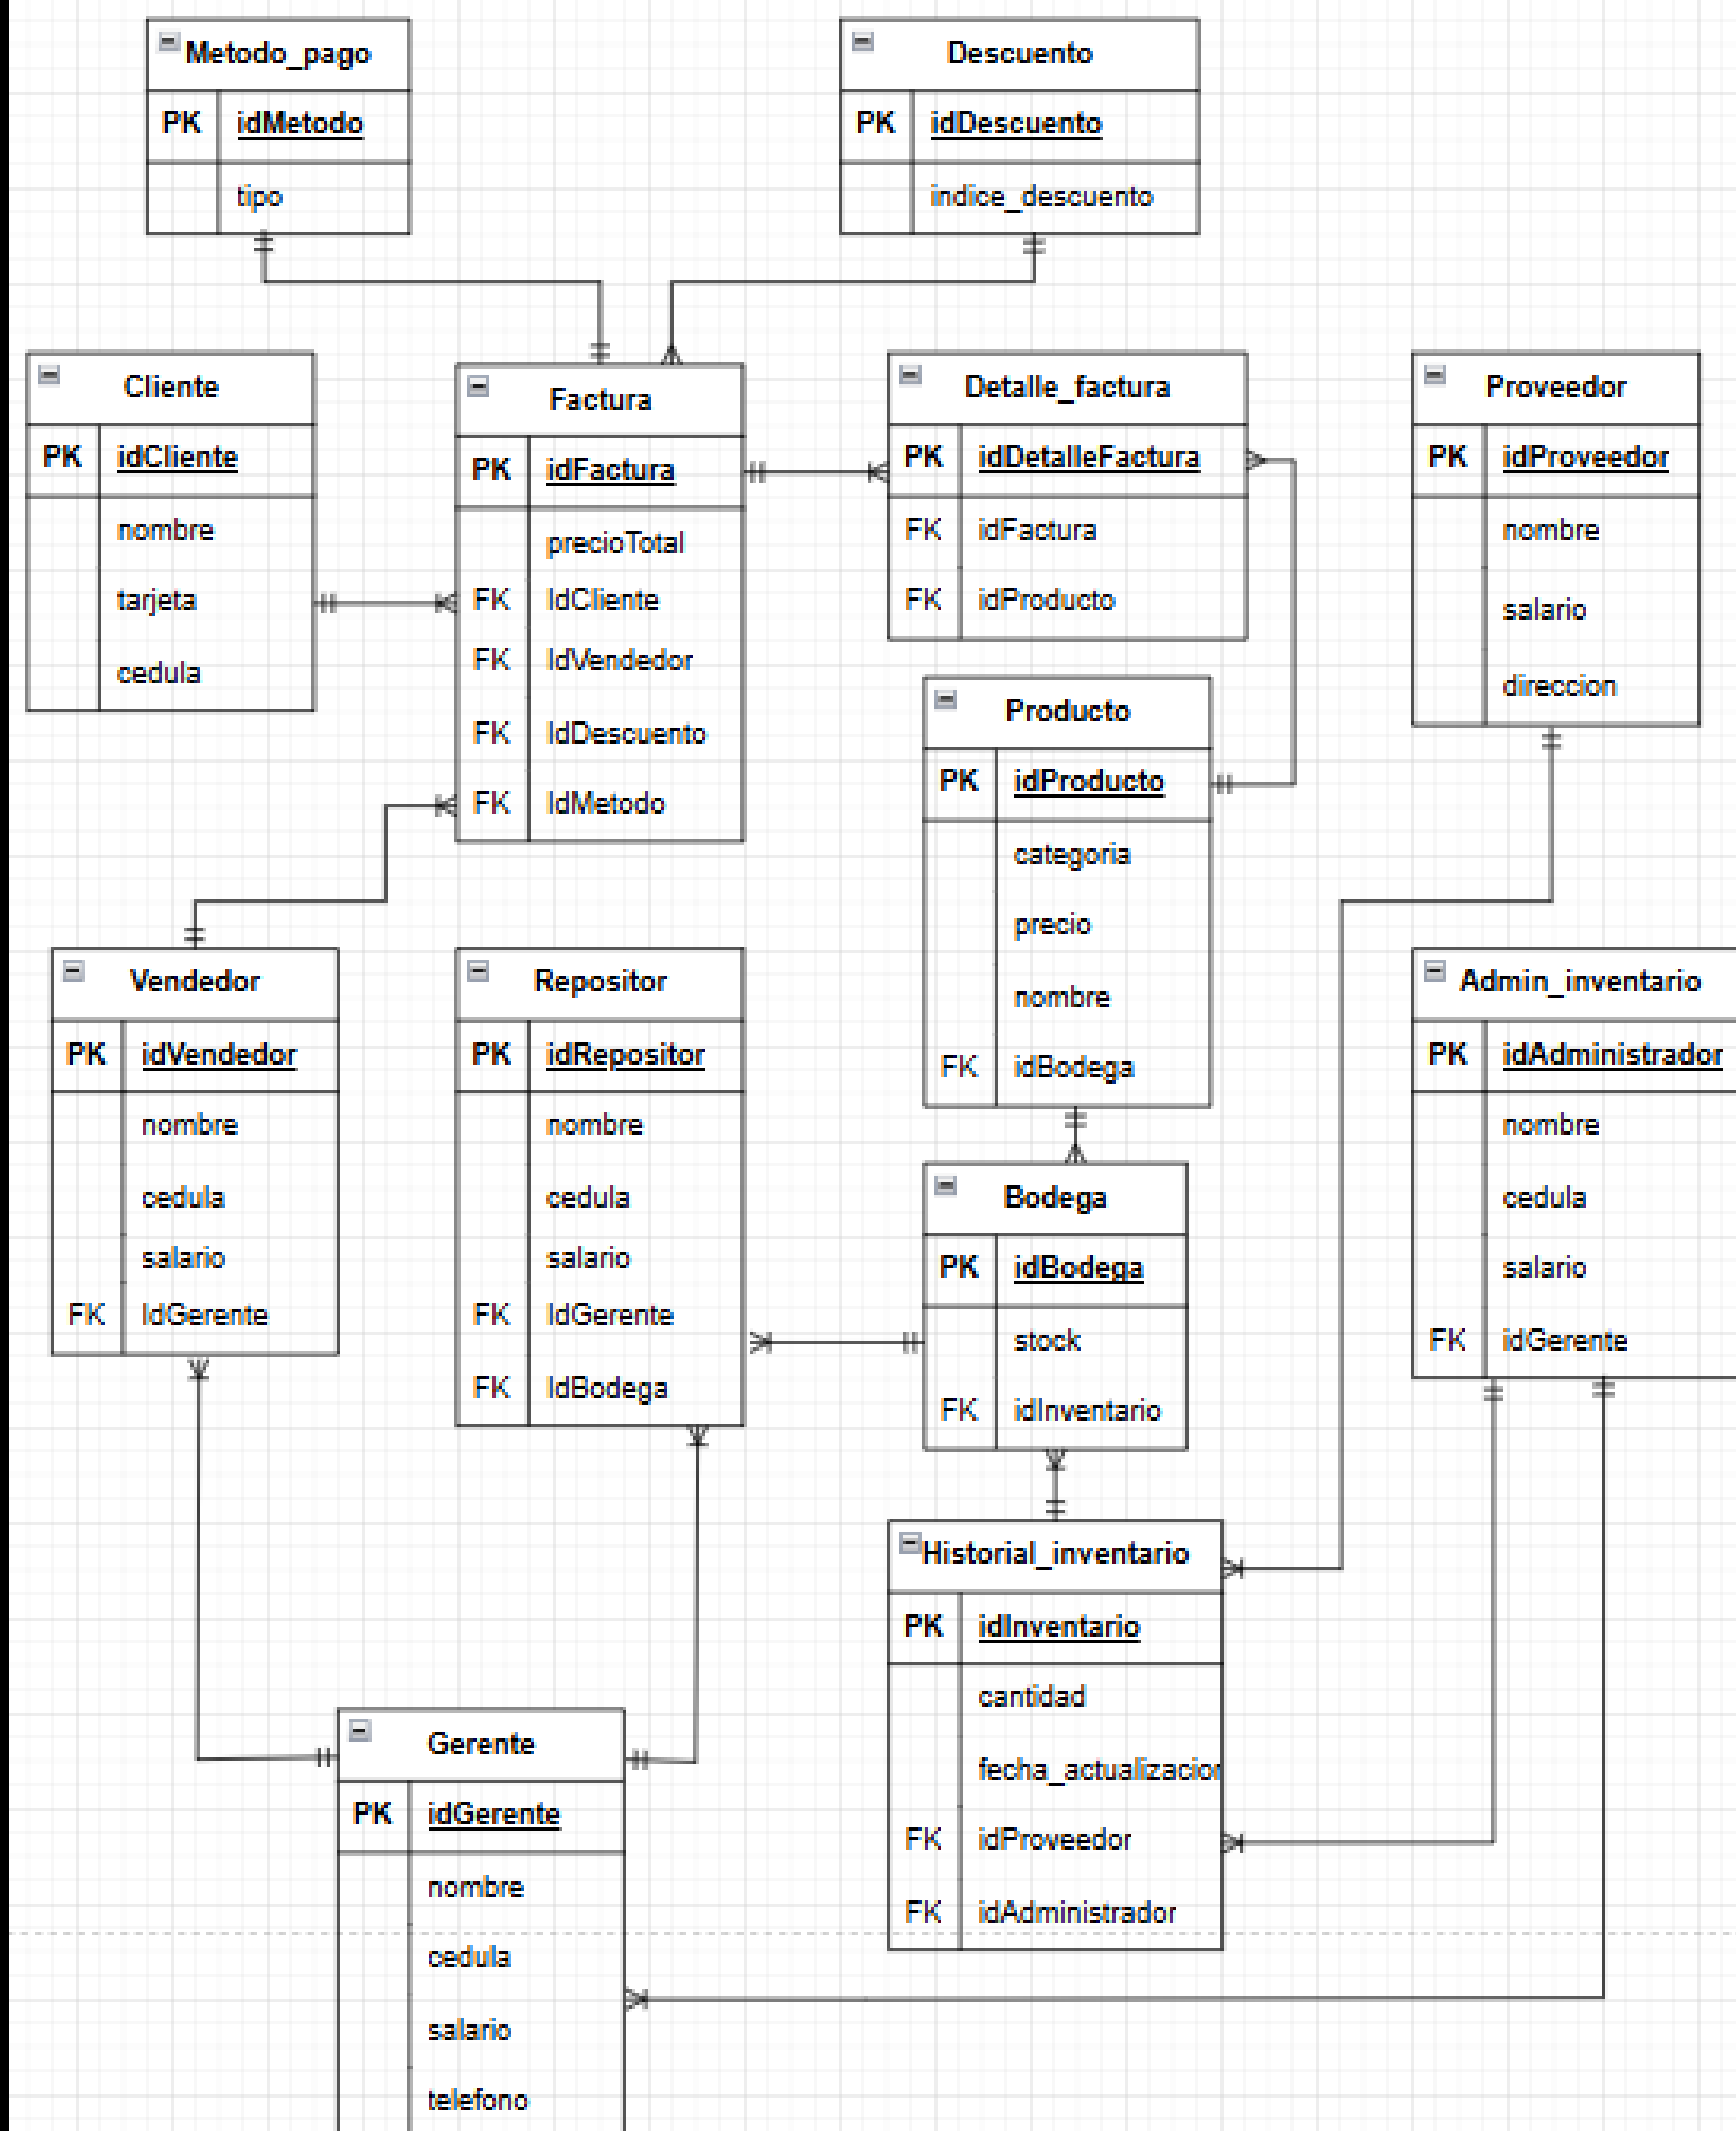 Metodo_pago
PK idMetodo
tipo
Descuento
PK idDescuento
indice_descuento
Cliente
PK idCliente
nombre
tarjeta
cedula
Factura
PK idFactura
precioTotal
FK IdCliente
FK IdVendedor
FK IdDescuento
FK IdMetodo
Detalle_factura
PK idDetalleFactura
FK idFactura
FK idProducto
Proveedor
PK idProveedor
nombre
salario
direccion
Producto
PK idProducto
categoria
precio
nombre
FK idBodega
Vendedor
PK idVendedor
nombre
cedula
salario
FK IdGerente
Repositor
PK idRepositor
nombre
cedula
salario
FK IdGerente
FK IdBodega
Bodega
PK idBodega
stock
FK idInventario
Admin_inventario
PK idAdministrador
nombre
cedula
salario
FK idGerente
Historial_inventario
PK idInventario
cantidad
fecha_actualizacion
FK idProveedor
FK idAdministrador
Gerente
PK idGerente
nombre
cedula
salario
telefono